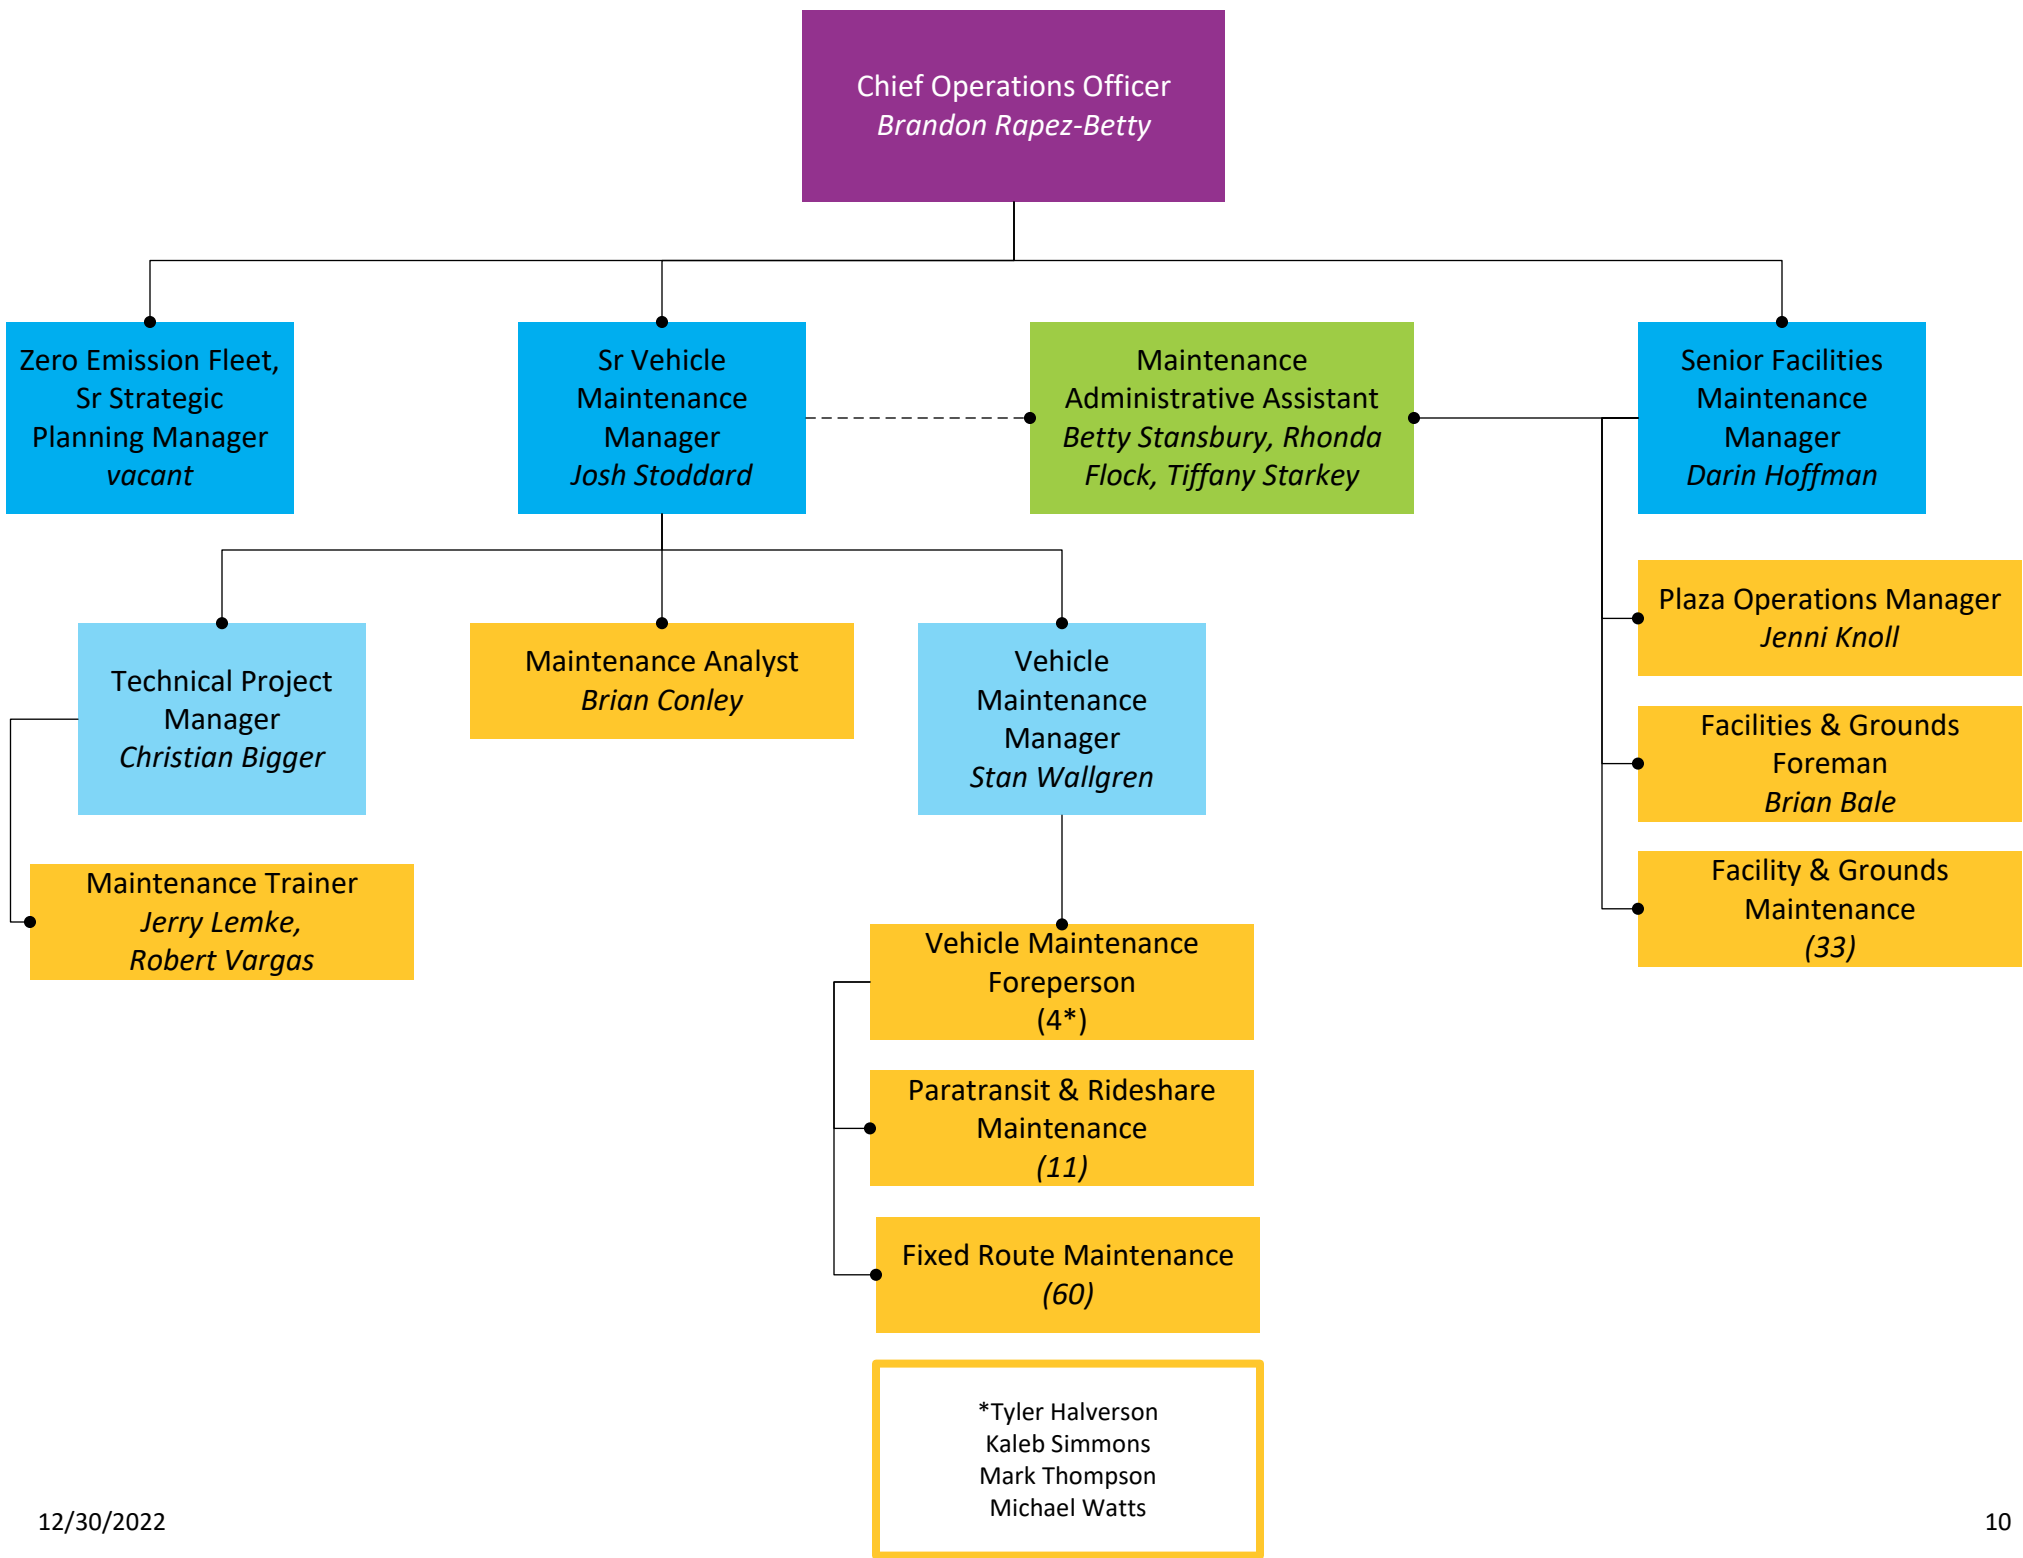 Chief Operations Officer
Brandon Rapez-Betty
Zero Emission Fleet,
Sr Strategic
Planning Manager
vacant
Sr Vehicle
Maintenance
Manager
Josh Stoddard
Maintenance
Administrative Assistant
Betty Stansbury, Rhonda
Flock, Tiffany Starkey
Senior Facilities
Maintenance
Manager
Darin Hoffman
Technical Project
Manager
Christian Bigger
Maintenance Analyst
Brian Conley
Vehicle
Maintenance
Manager
Stan Wallgren
Plaza Operations Manager
Jenni Knoll
Facilities & Grounds
Foreman
Brian Bale
Facility & Grounds
Maintenance
(33)
Maintenance Trainer
Jerry Lemke,
Robert Vargas
Vehicle Maintenance
Foreperson
(4*)
Paratransit & Rideshare
Maintenance
(11)
Fixed Route Maintenance
(60)
*Tyler Halverson
Kaleb Simmons
Mark Thompson
Michael Watts
12/30/2022
10